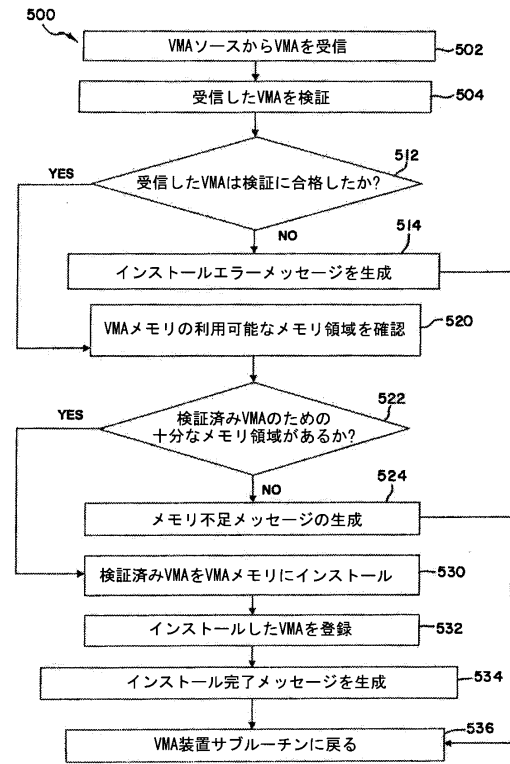 500
VMAソースからVMAを受信
502
受信したVMAを検証
504
512
YES
受信したVMAは検証に合格したか?
NO
514
インストールエラーメッセージを生成
VMAメモリの利用可能なメモリ領域を確認
520
522
YES
検証済みVMAのための
十分なメモリ領域があるか?
NO
524
メモリ不足メッセージの生成
検証済みVMAをVMAメモリにインストール
530
インストールしたVMAを登録
532
インストール完了メッセージを生成
534
536
VMA装置サブルーチンに戻る